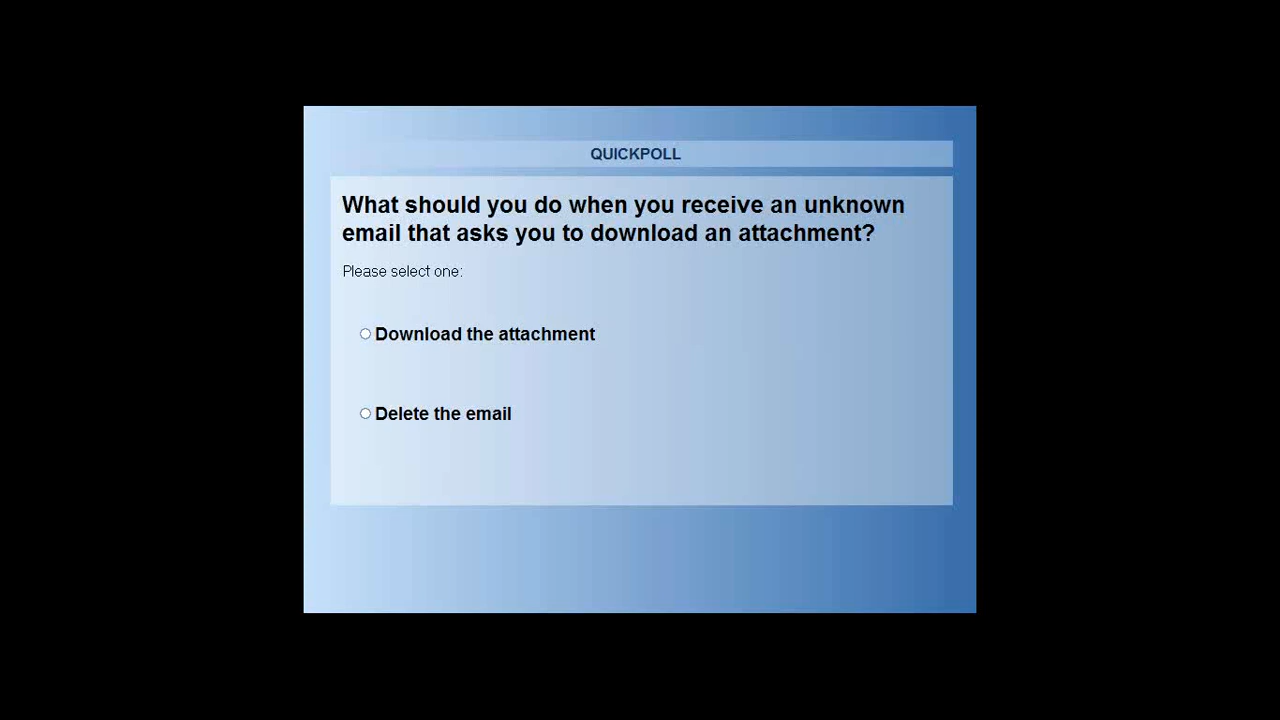 QUICKPOLL
What should you do when you receive an unknown
email that asks you to download an attachment?
Please select one:
Download the attachment
Delete the email